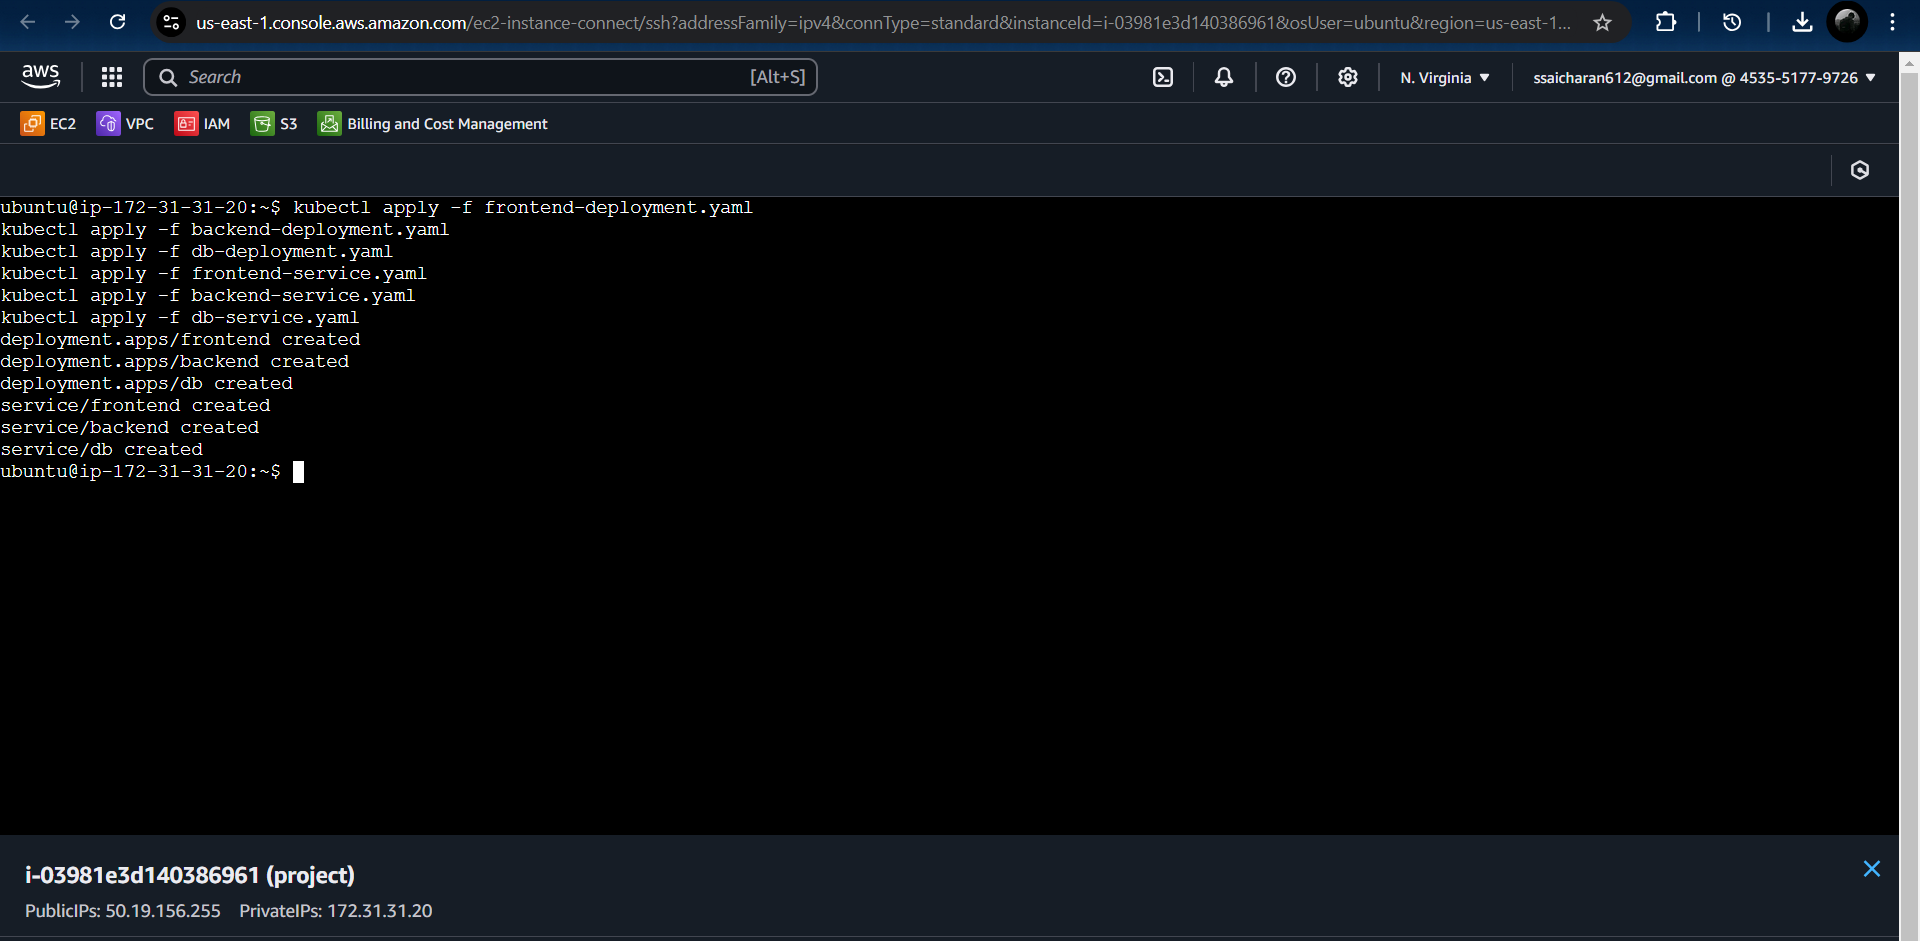 us-east-1.console.aws.amazon.com/ec2-instance-connect/ssh?addressFamily=ipv4&connType=standard&instanceId=i-03981e3d140386961&osUser=ubuntu&region=us-east-1...
aws
Search
[Alt+S]
N. Virginia
ssaicharan612@gmail.com @ 4535-5177-9726
EC2
VPC
IAM
S3
Billing and Cost Management
ubuntu@ip-172-31-31-20:~$ kubectl apply -f frontend-deployment.yaml
kubectl apply -f backend-deployment.yaml
kubectl apply -f db-deployment.yaml
kubectl apply -f frontend-service.yaml
kubectl apply -f backend-service.yaml
kubectl apply -f db-service.yaml
deployment.apps/frontend created
deployment.apps/backend created
deployment.apps/db created
service/frontend created
service/backend created
service/db created
ubuntu@ip-172-31-31-20:~$
i-03981e3d140386961 (project)
PublicIPs: 50.19.156.255 PrivateIPs: 172.31.31.20